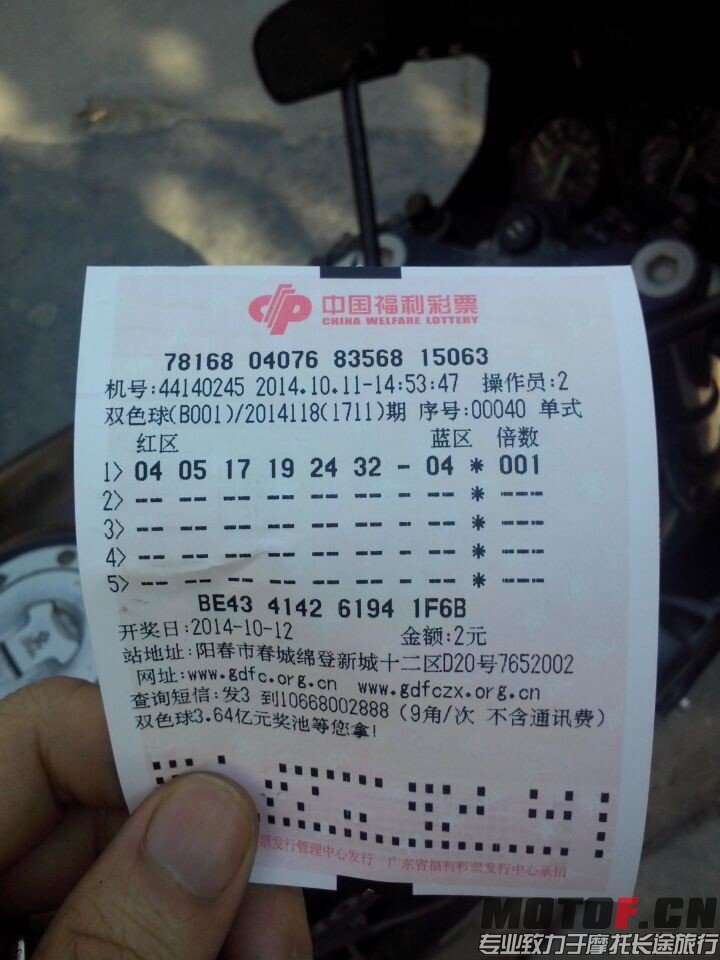 中国福利彩票
CHINA WELFARE LOTTERY
78168 04076 83568 15063
机号:44140245 2014.10.11-14:53:47 操作员:2
双色球(B001)/2014118(1711)期 序号:00040 单式
红区 蓝区 倍数
1> 04 05 17 19 24 32 - 04 * 001
2> -- -- -- -- -- -- - -- * ---
3> -- -- -- -- -- -- - -- * ---
4> -- -- -- -- -- -- - -- * ---
5> -- -- -- -- -- -- - -- * ---
BE43 4142 6194 1F6B
开奖日:2014-10-12 金额:2元
站地址:阳春市春城绵登新城十二区D20号7652002
网址:www.gdfc.org.cn www.gdfczx.org.cn
查询短信:发3 到10668002888 (9角/次 不含通讯费)
双色球3.64亿元奖池等您拿!
票发行管理中心发行 广东省福利彩票发行中心承销
MOTOF.CN
专业致力于摩托长途旅行